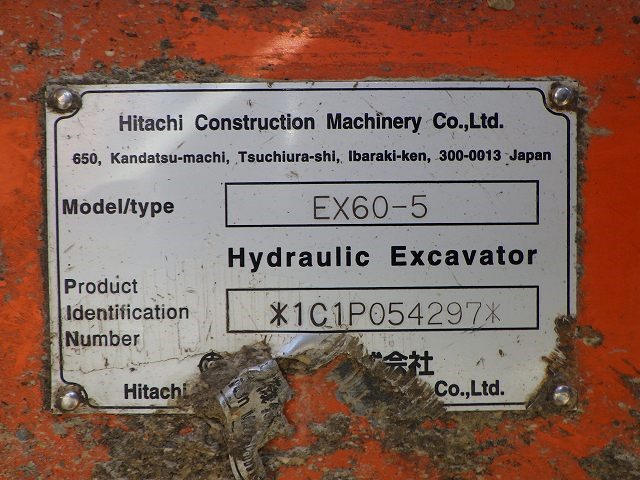 Hitachi Construction Machinery Co.,Ltd.
650, Kandatsu-machi, Tsuchiura-shi, Ibaraki-ken, 300-0013 Japan
Model/type EX60-5
Hydraulic Excavator
Product
Identification
Number
*1C1P054297*
会社
Hitachi Co.,Ltd.